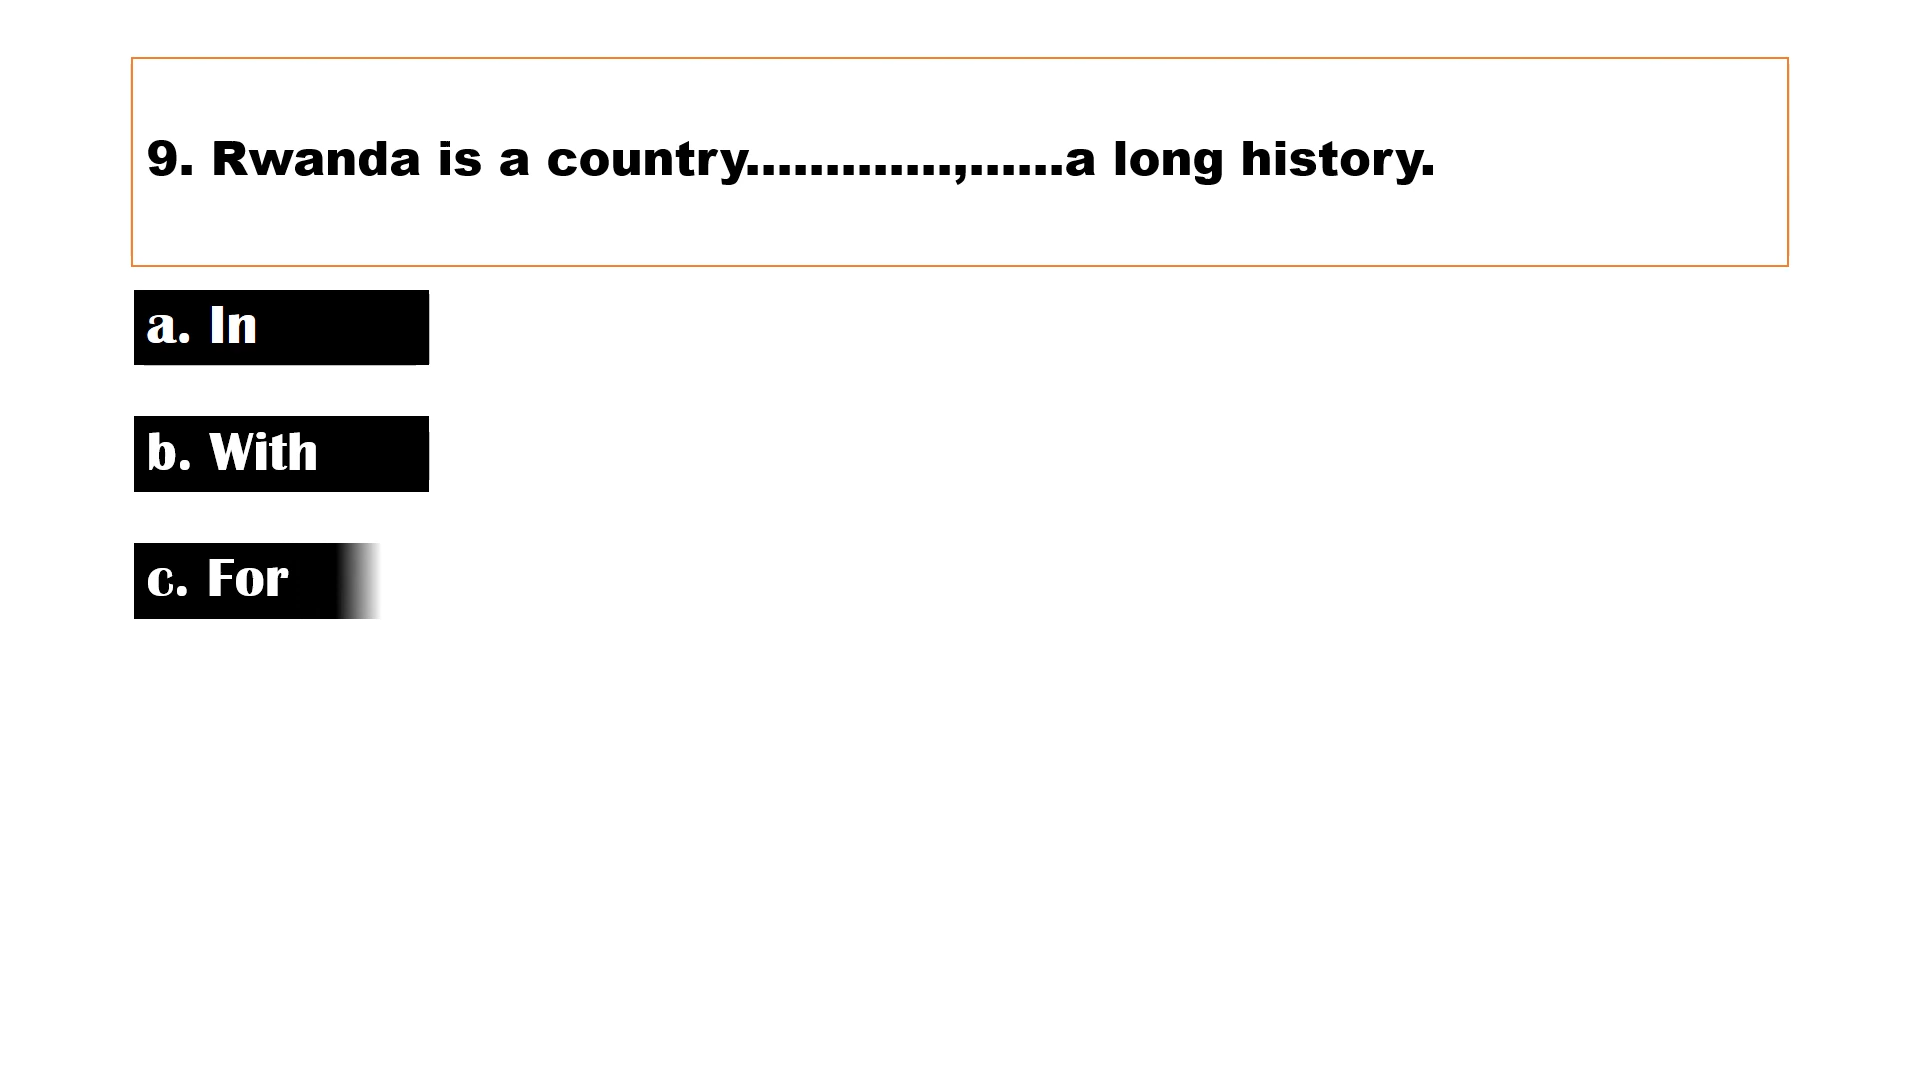 9. Rwanda is a country.............,......a long history.
a. In
b. With
c. For